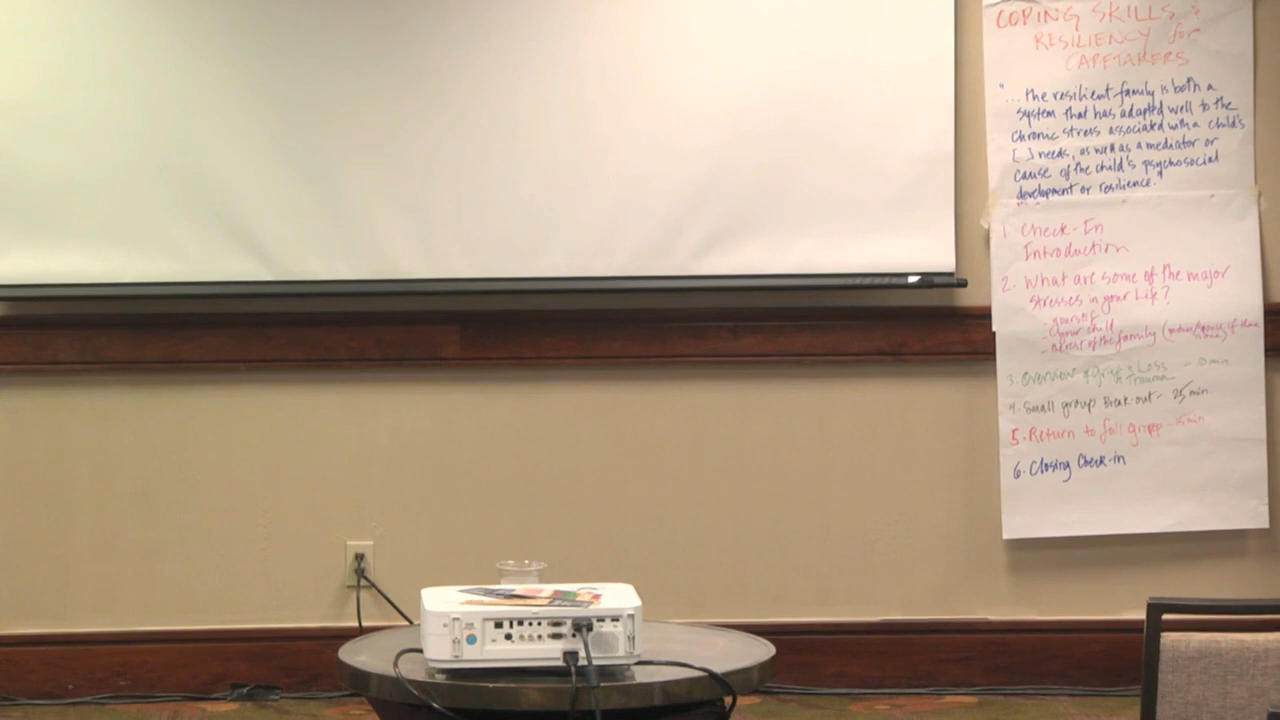 COPING SKILLS &
RESILIENCY for
CARETAKERS
"... the resilient family is both a
system that has adapted well to the
chronic stress associated with a child's
[ ] needs, as well as a mediator or
cause of the child's psychosocial
development or resilience."
1. Check-In
Introduction
2. What are some of the major
stresses in your life?
- yourself
- your child
- the rest of the family ( if there
3. Overview of Grief & Loss
& Trauma
4. Small group Break-out - 25 min.
5. Return to full group - 15 min
6. Closing Check-in